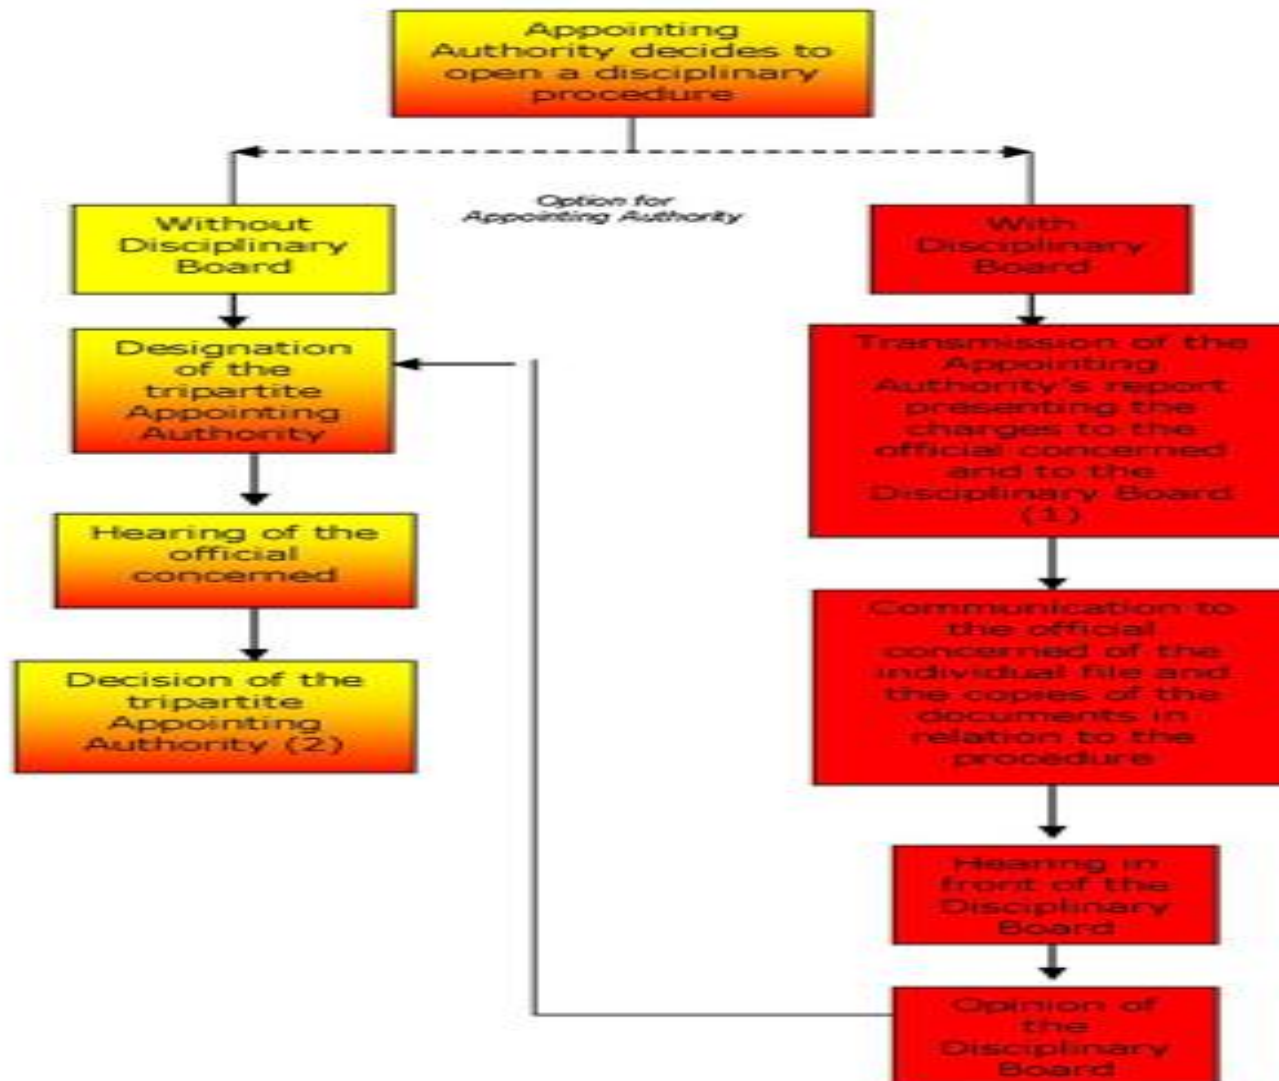 Appointing
Authority decides to
open a disciplinary
procedure
Option for
Appointing Authority
Without
Disciplinary
Board
Designation
of the
tripartite
Appointing
Authority
Hearing of the
official
concerned
Decision of the
tripartite
Appointing
Authority (2)
With
Disciplinary
Board
Transmission of the
Appointing
Authority's report
presenting the
charges to the
official concerned
and to the
Disciplinary Board
(1)
Communication to
the official
concerned of the
individual file and
the copies of the
documents in
relation to the
procedure
Hearing in
front of the
Disciplinary
Board
Opinion of
the
Disciplinary
Board